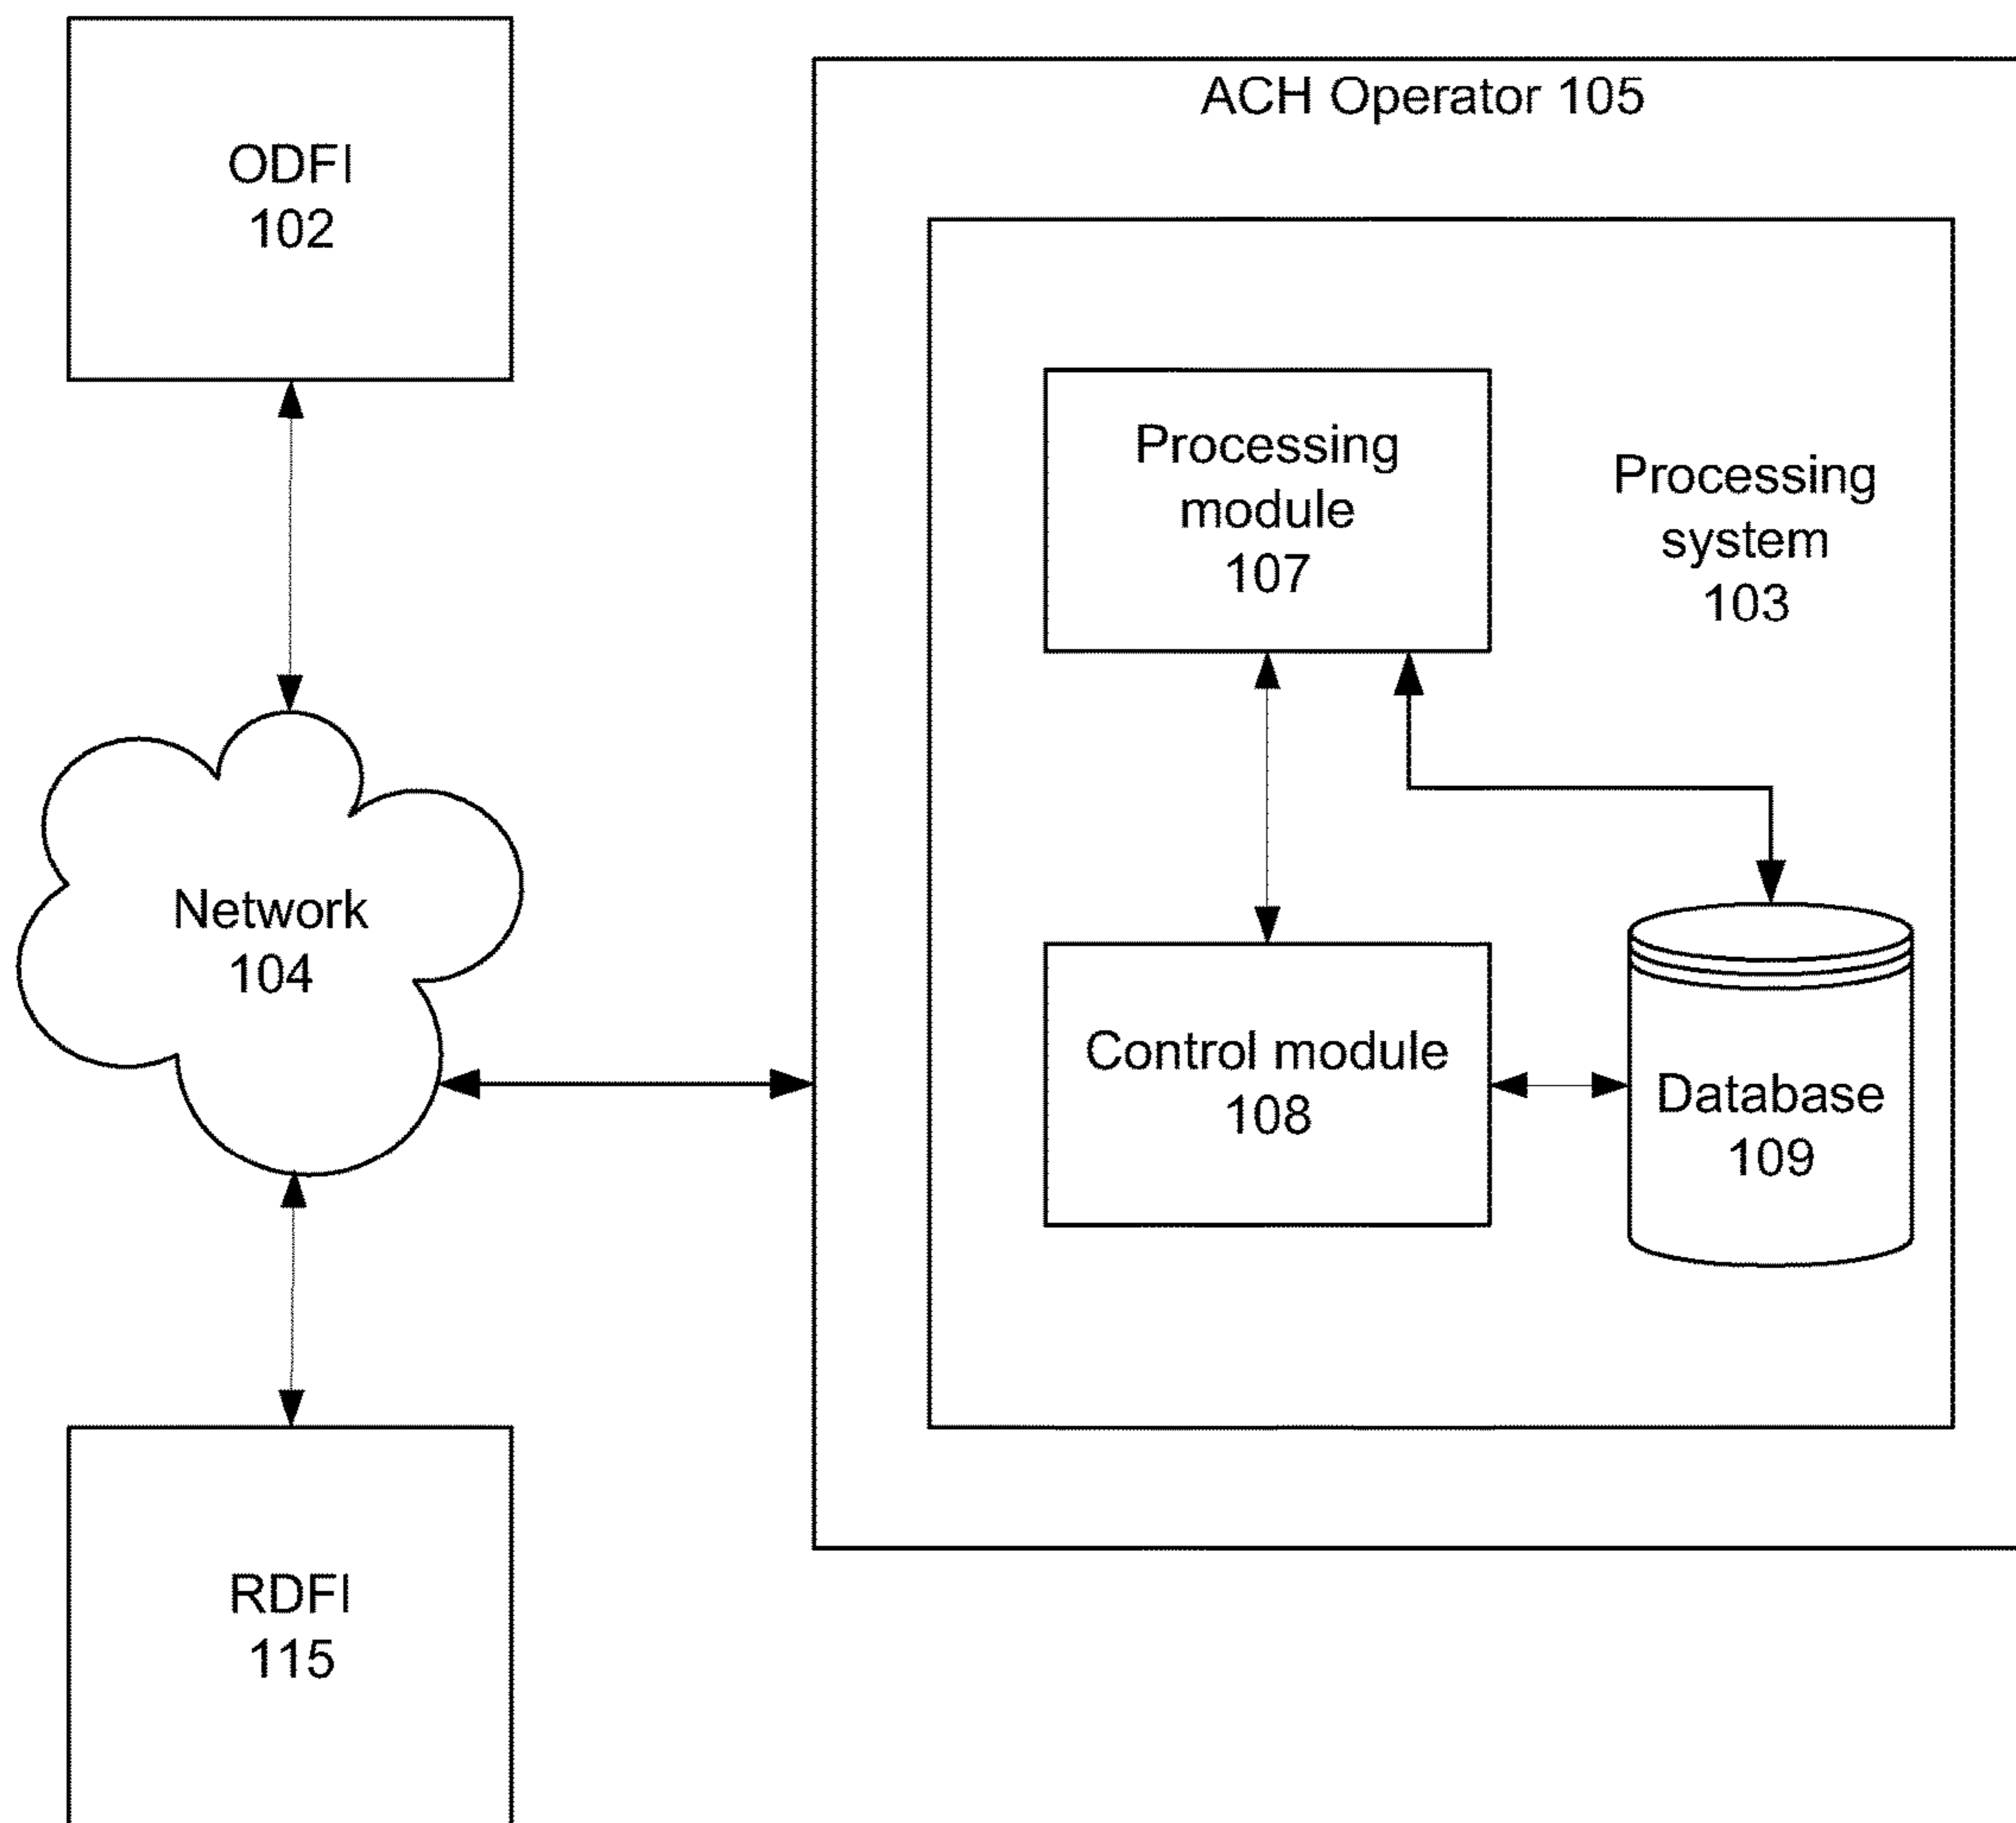 ODFI
102
ACH Operator 105
Processing
module
107
Processing
system
103
Network
104
Control module
108
Database
109
RDFI
115